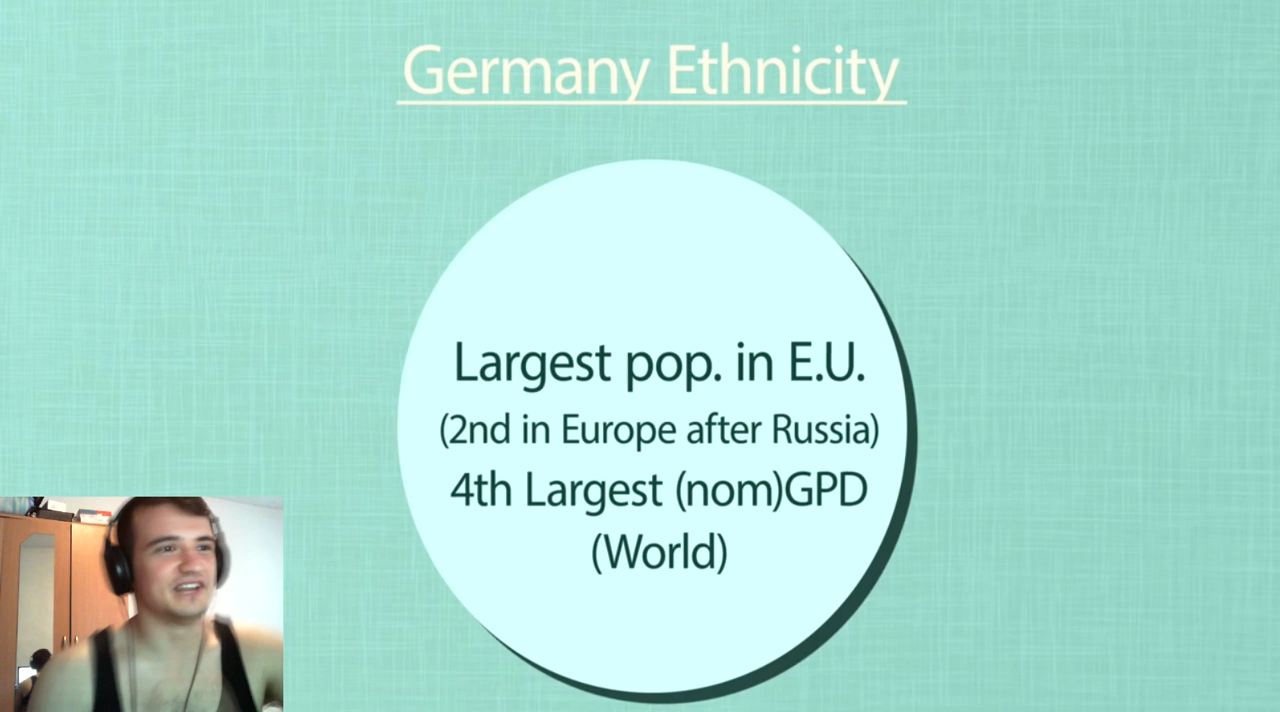 Germany Ethnicity
Largest pop. in E.U.
(2nd in Europe after Russia)
4th Largest (nom)GPD
(World)